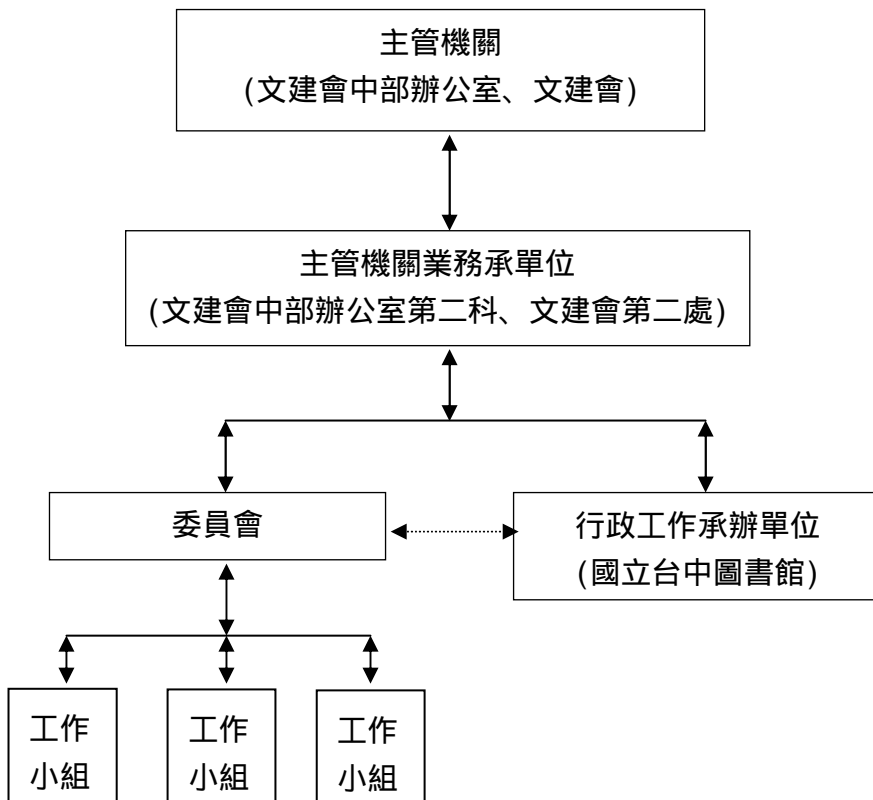 主管機關
(文建會中部辦公室、文建會)
主管機關業務承單位
(文建會中部辦公室第二科、文建會第二處)
委員會
行政工作承辦單位
(國立台中圖書館)
工作
小組
工作
小組
工作
小組